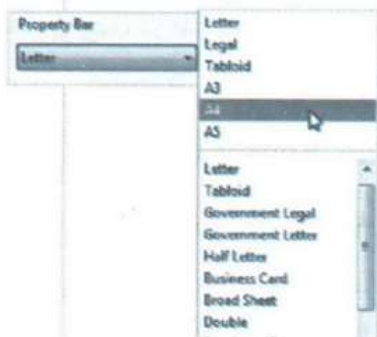 Property Bar
Letter
Letter
Legal
Tabloid
A3
A4
A5
Letter
Tabloid
Government Legal
Government Letter
Half Letter
Business Card
Broad Sheet
Double